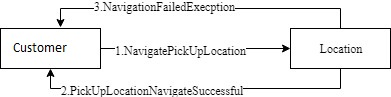 3.NavigationFailedExecption
Customer
1.NavigatePickUpLocation
Location
2.PickUpLocationNavigateSuccessful